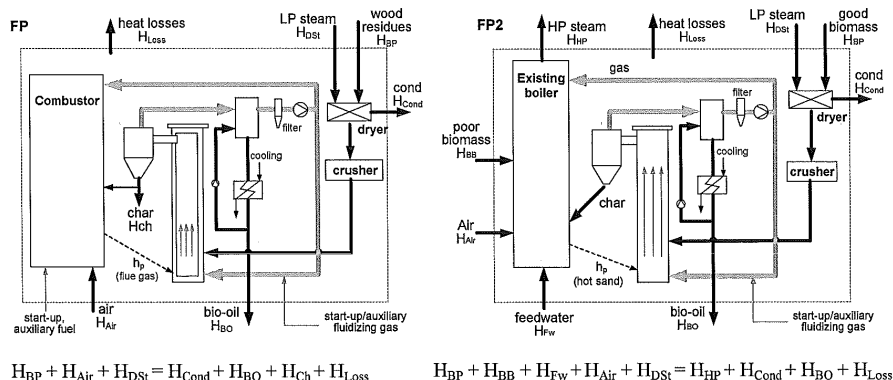 FP
heat losses
H_Loss
LP steam
H_DSt
wood
residues
H_BP
cond
H_Cond
Combustor
filter
dryer
cooling
crusher
char
Hch
h_p
(flue gas)
start-up,
auxiliary fuel
air
H_Air
bio-oil
H_BO
start-up/auxiliary
fluidizing gas
H_BP + H_Air + H_DSt = H_Cond + H_BO + H_Ch + H_Loss
FP2
HP steam
H_HP
heat losses
H_Loss
LP steam
H_DSt
good
biomass
H_BP
gas
cond
H_Cond
Existing
boiler
filter
dryer
poor
biomass
H_BB
cooling
crusher
char
Air
H_Air
h_p
(hot sand)
feedwater
H_Fw
bio-oil
H_BO
start-up/auxiliary
fluidizing gas
H_BP + H_BB + H_Fw + H_Air + H_DSt = H_HP + H_Cond + H_BO + H_Loss